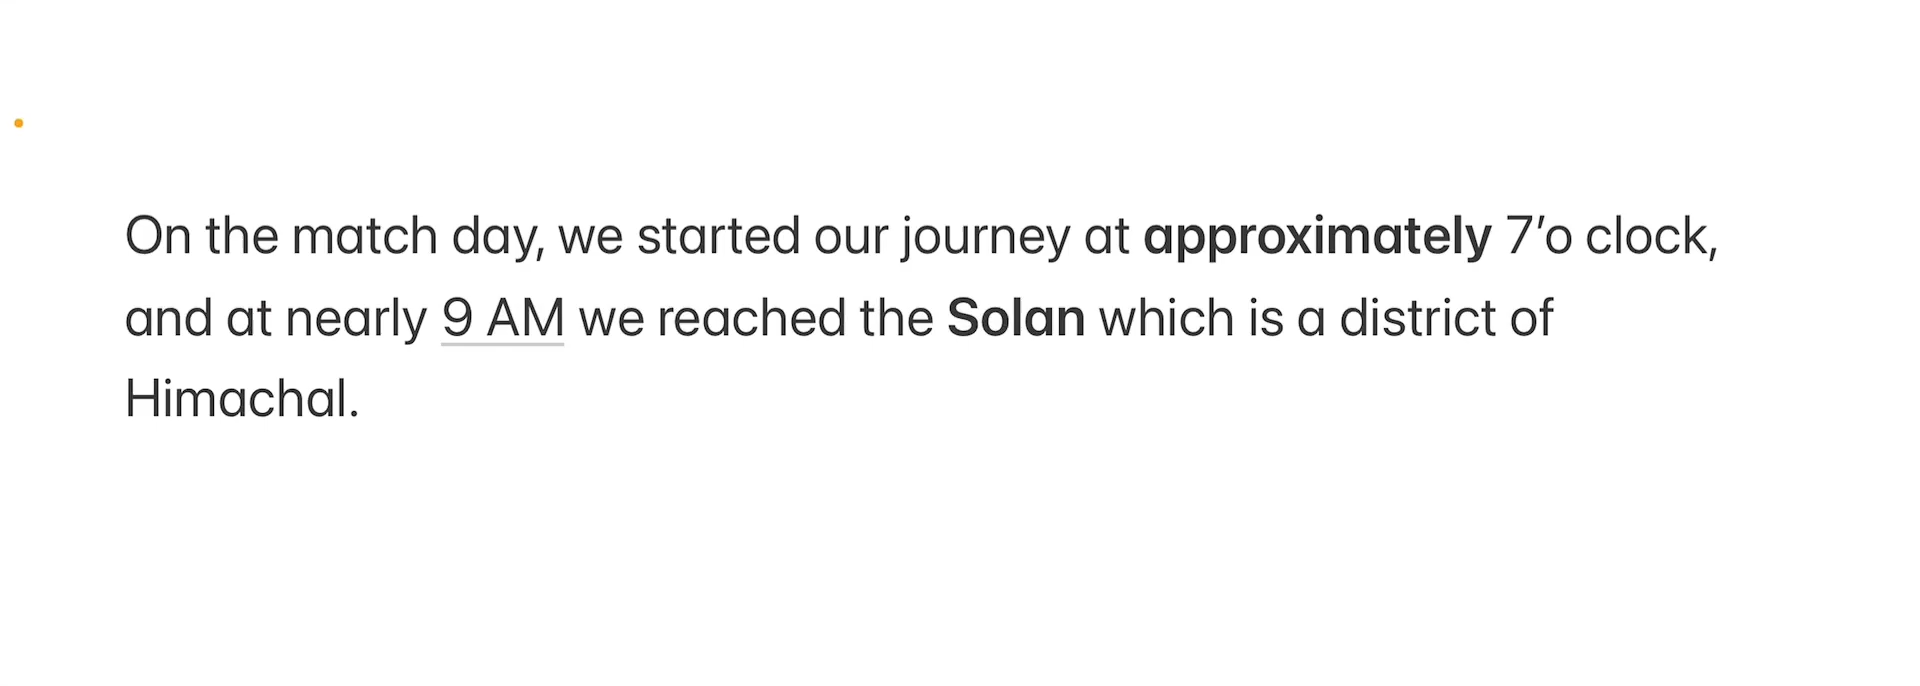 On the match day, we started our journey at approximately 7’o clock,
and at nearly 9 AM we reached the Solan which is a district of
Himachal.